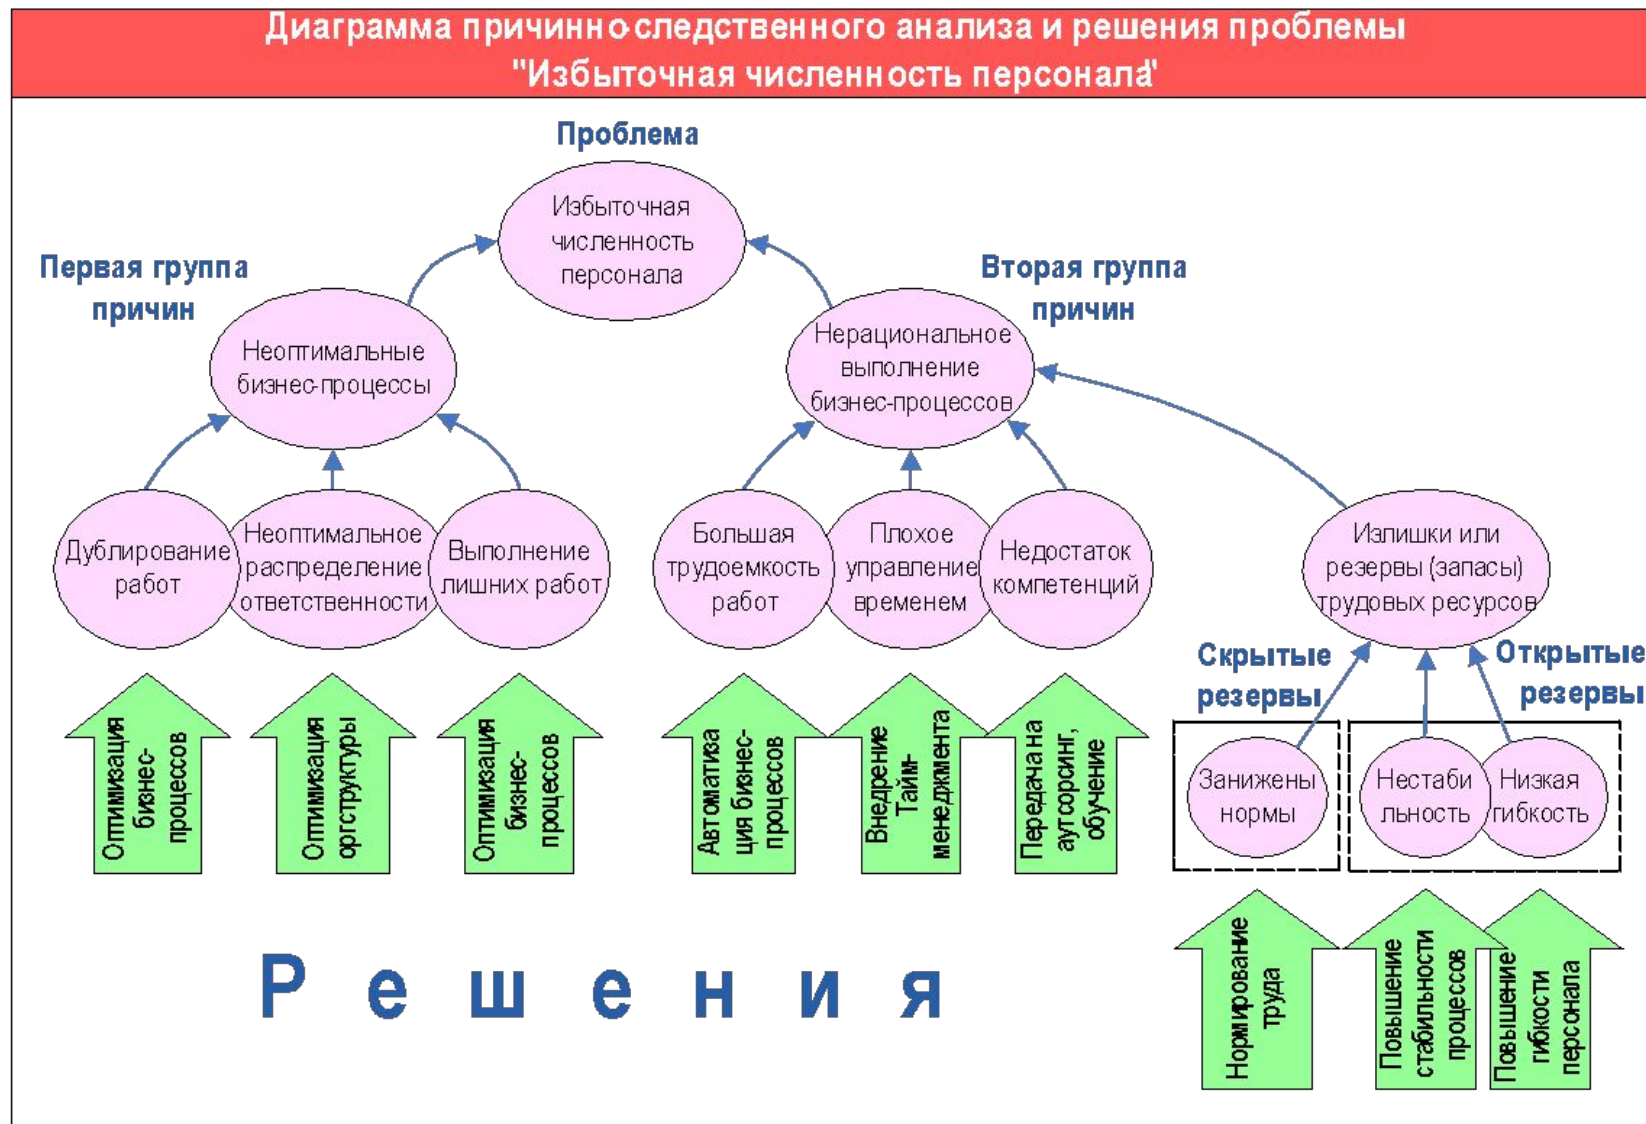 Диаграмма причинно-следственного анализа и решения проблемы
"Избыточная численность персонала"
Проблема
Избыточная
численность
персонала
Первая группа
причин
Вторая группа
причин
Неоптимальные
бизнес-процессы
Нерациональное
выполнение
бизнес-процессов
Дублирование
работ
Неоптимальное
распределение
ответственности
Выполнение
лишних работ
Большая
трудоемкость
работ
Плохое
управление
временем
Недостаток
компетенций
Излишки или
резервы (запасы)
трудовых ресурсов
Скрытые
резервы
Открытые
резервы
Занижены
нормы
Нестаби
льность
Низкая
гибкость
Оптимизация
бизнес-
процессов
Оптимизация
оргструктуры
Оптимизация
бизнес-
процессов
Автоматиза
ция бизнес-
процессов
Внедрение
Тайм-
менеджмента
Передача на
аутсорсинг,
обучение
Нормирование
труда
Повышение
стабильности
процессов
Повышение
гибкости
персонала
Решения